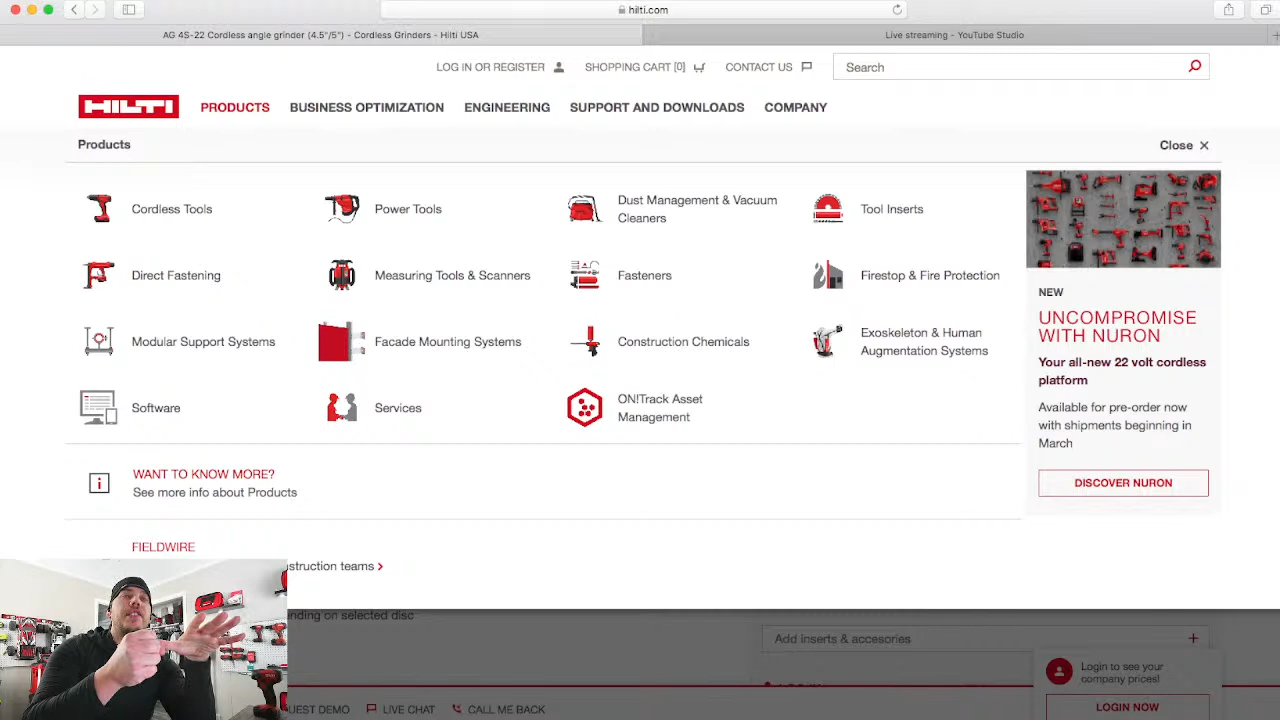 hilti.com
AG 4S-22 Cordless angle grinder (4.5"/5") - Cordless Grinders - Hilti USA
Live streaming - YouTube Studio
LOG IN OR REGISTER
SHOPPING CART [0]
CONTACT US
Search
HILTI
PRODUCTS
BUSINESS OPTIMIZATION
ENGINEERING
SUPPORT AND DOWNLOADS
COMPANY
Products
Close
Cordless Tools
Power Tools
Dust Management & Vacuum
Cleaners
Tool Inserts
Direct Fastening
Measuring Tools & Scanners
Fasteners
Firestop & Fire Protection
Modular Support Systems
Facade Mounting Systems
Construction Chemicals
Exoskeleton & Human
Augmentation Systems
Software
Services
ON!Track Asset
Management
NEW
UNCOMPROMISE
WITH NURON
Your all-new 22 volt cordless
platform
Available for pre-order now
with shipments beginning in
March
DISCOVER NURON
WANT TO KNOW MORE?
See more info about Products
FIELDWIRE
struction teams
nding on selected disc
Add inserts & accesories
Login to see your
company prices!
LOGIN NOW
UEST DEMO
LIVE CHAT
CALL ME BACK